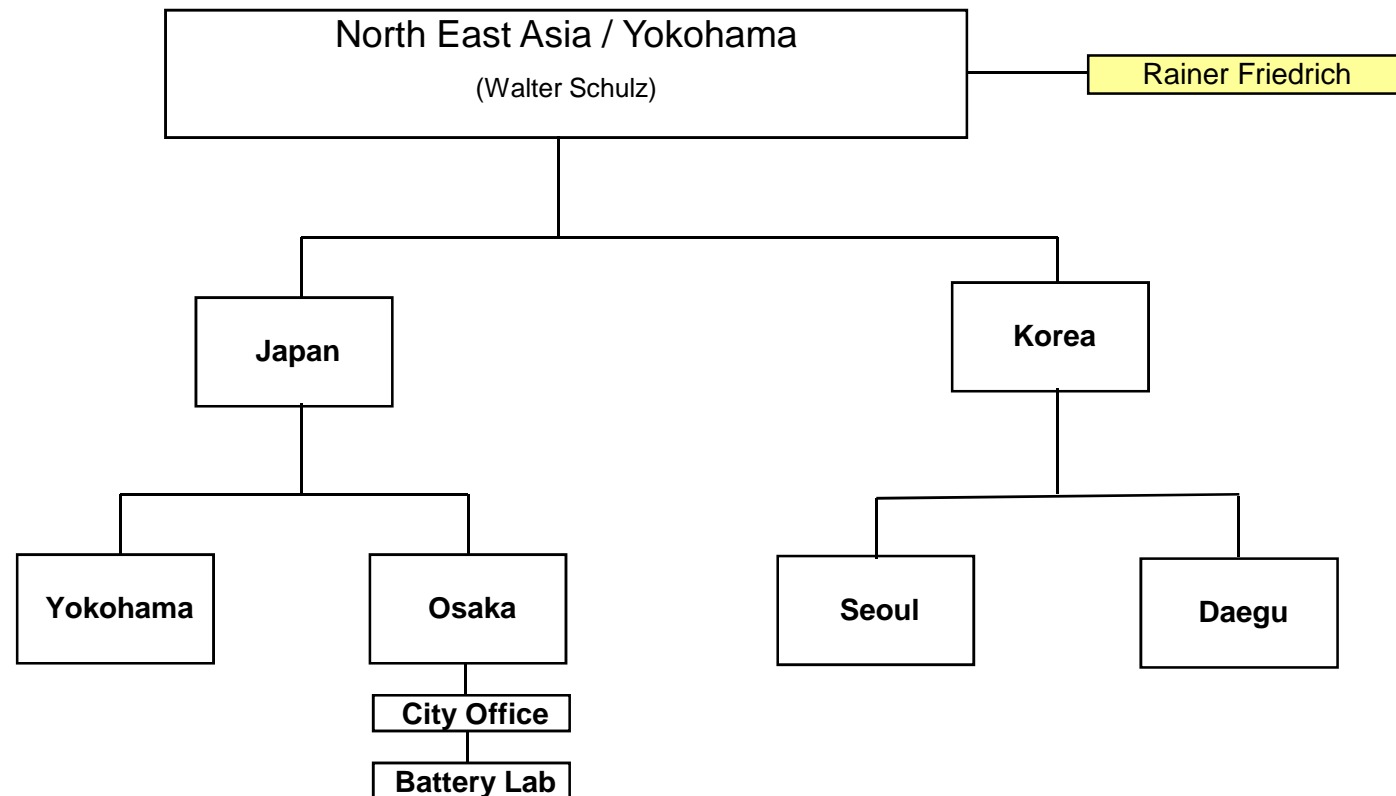 North East Asia / Yokohama
(Walter Schulz)
Rainer Friedrich
Japan
Korea
Yokohama
Osaka
Seoul
Daegu
City Office
Battery Lab